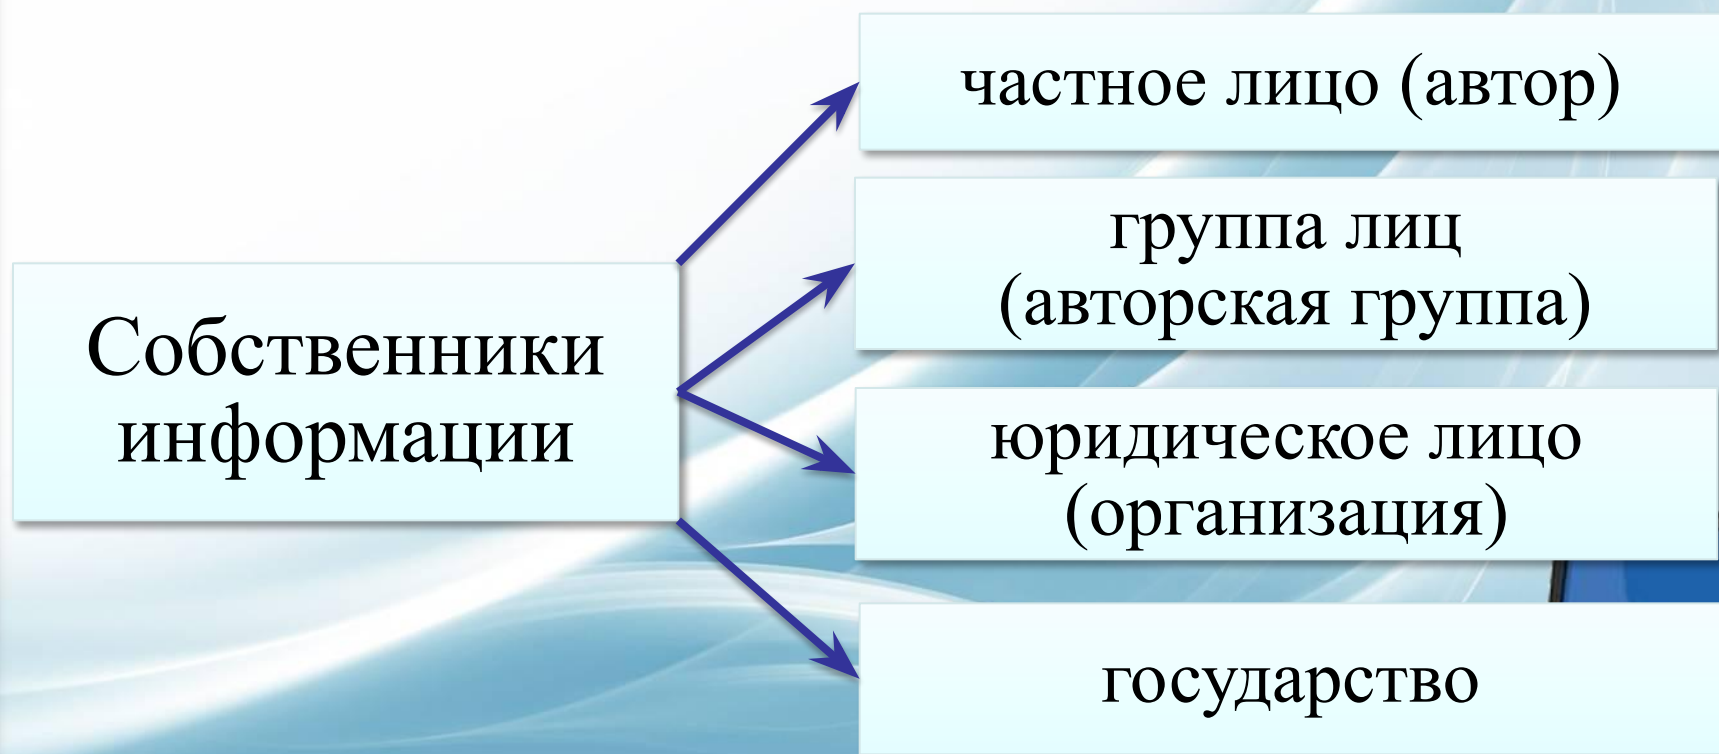 частное лицо (автор)
группа лиц
(авторская группа)
Собственники
информации
юридическое лицо
(организация)
государство